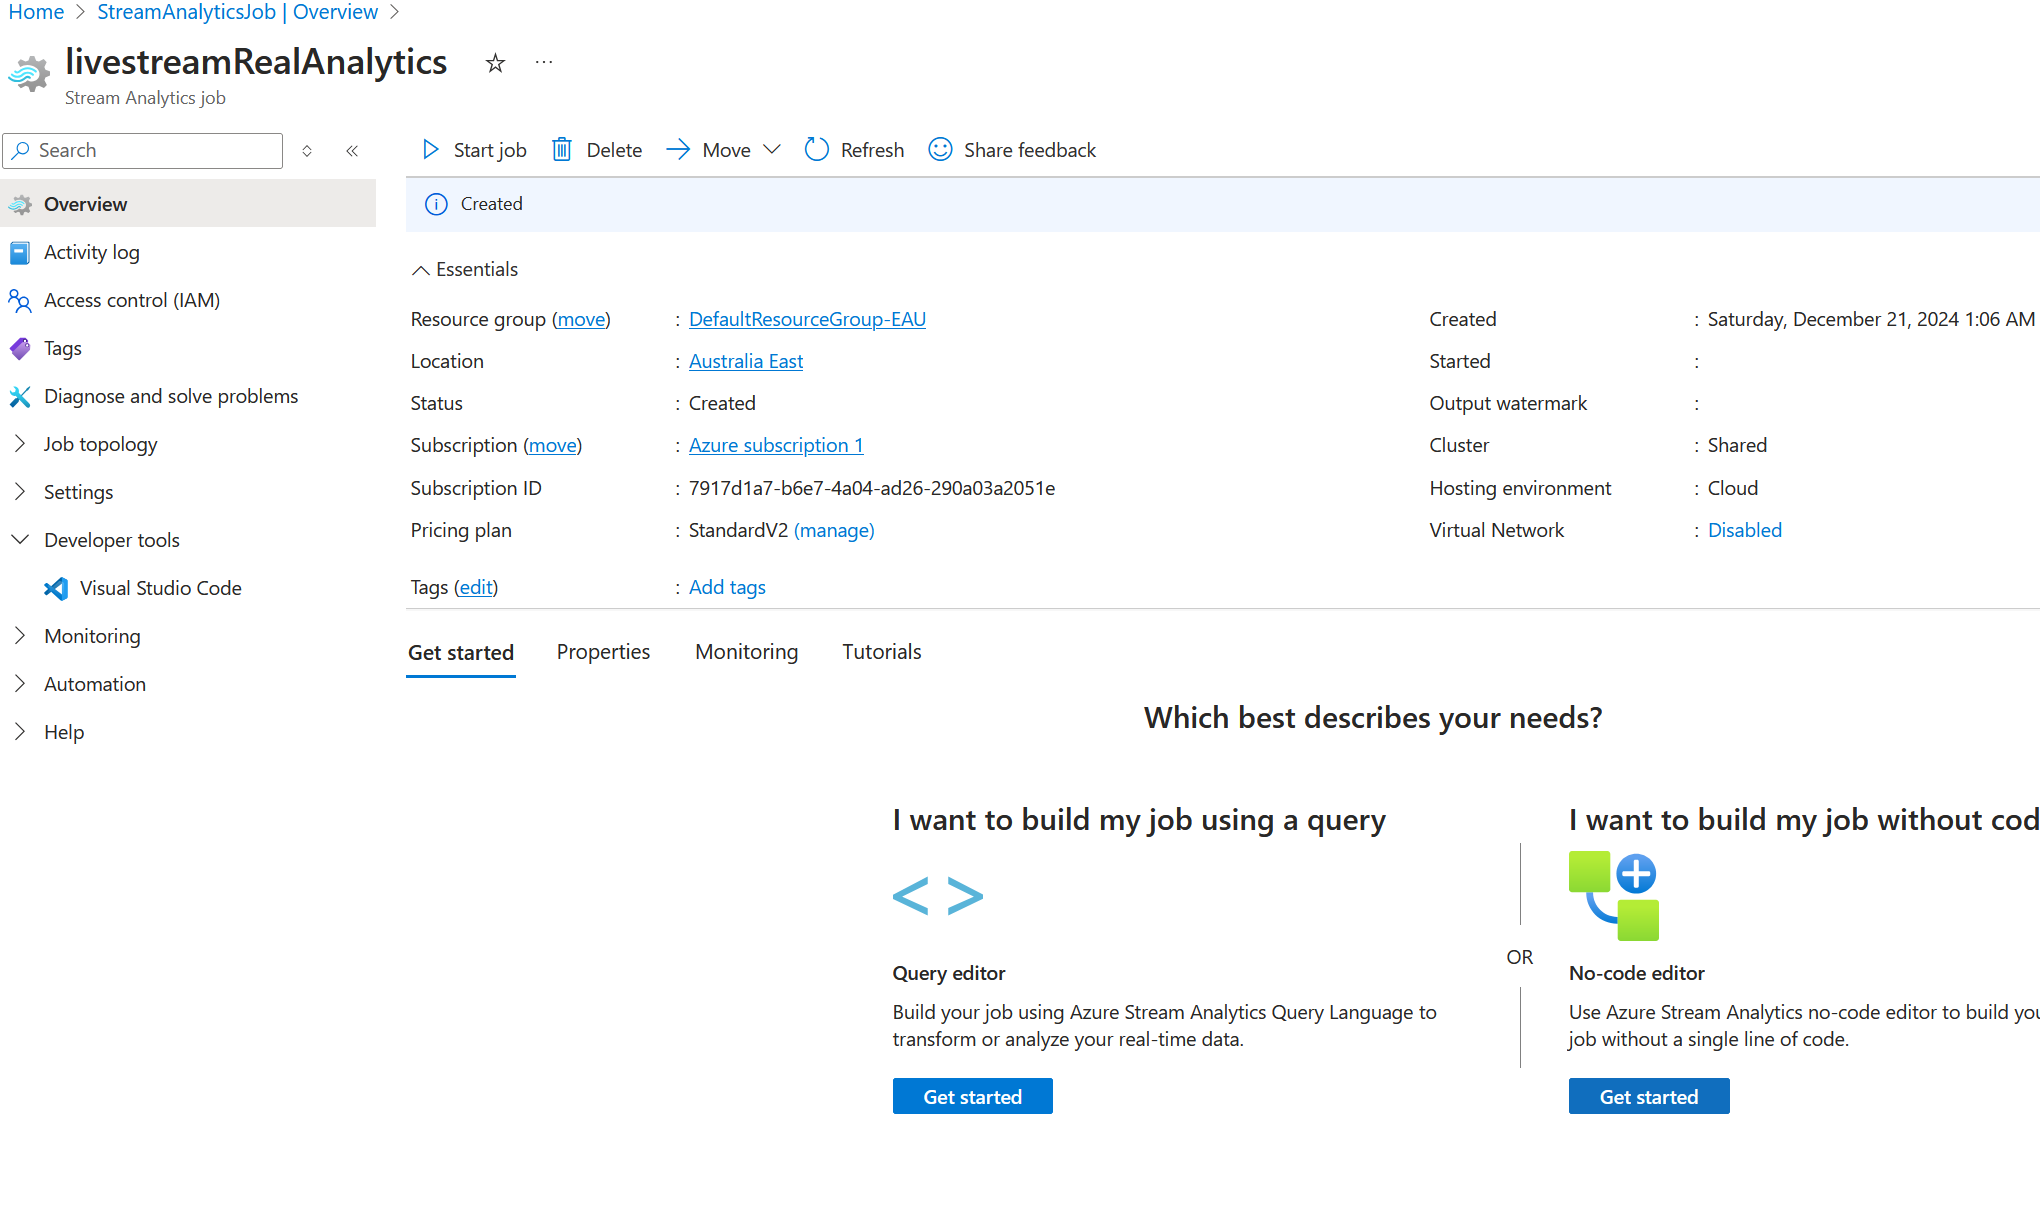 Home > StreamAnalyticsJob | Overview >
livestreamRealAnalytics
Stream Analytics job
Search
Start job Delete Move Refresh Share feedback
Overview
Activity log
Access control (IAM)
Tags
Diagnose and solve problems
Job topology
Settings
Developer tools
Visual Studio Code
Monitoring
Automation
Help
Created
Essentials
Resource group (move) : DefaultResourceGroup-EAU
Location : Australia East
Status : Created
Subscription (move) : Azure subscription 1
Subscription ID : 7917d1a7-b6e7-4a04-ad26-290a03a2051e
Pricing plan : StandardV2 (manage)
Tags (edit) : Add tags
Created : Saturday, December 21, 2024 1:06 AM
Started :
Output watermark :
Cluster : Shared
Hosting environment : Cloud
Virtual Network : Disabled
Get started Properties Monitoring Tutorials
Which best describes your needs?
I want to build my job using a query
< >
Query editor
Build your job using Azure Stream Analytics Query Language to
transform or analyze your real-time data.
Get started
OR
I want to build my job without cod
No-code editor
Use Azure Stream Analytics no-code editor to build you
job without a single line of code.
Get started